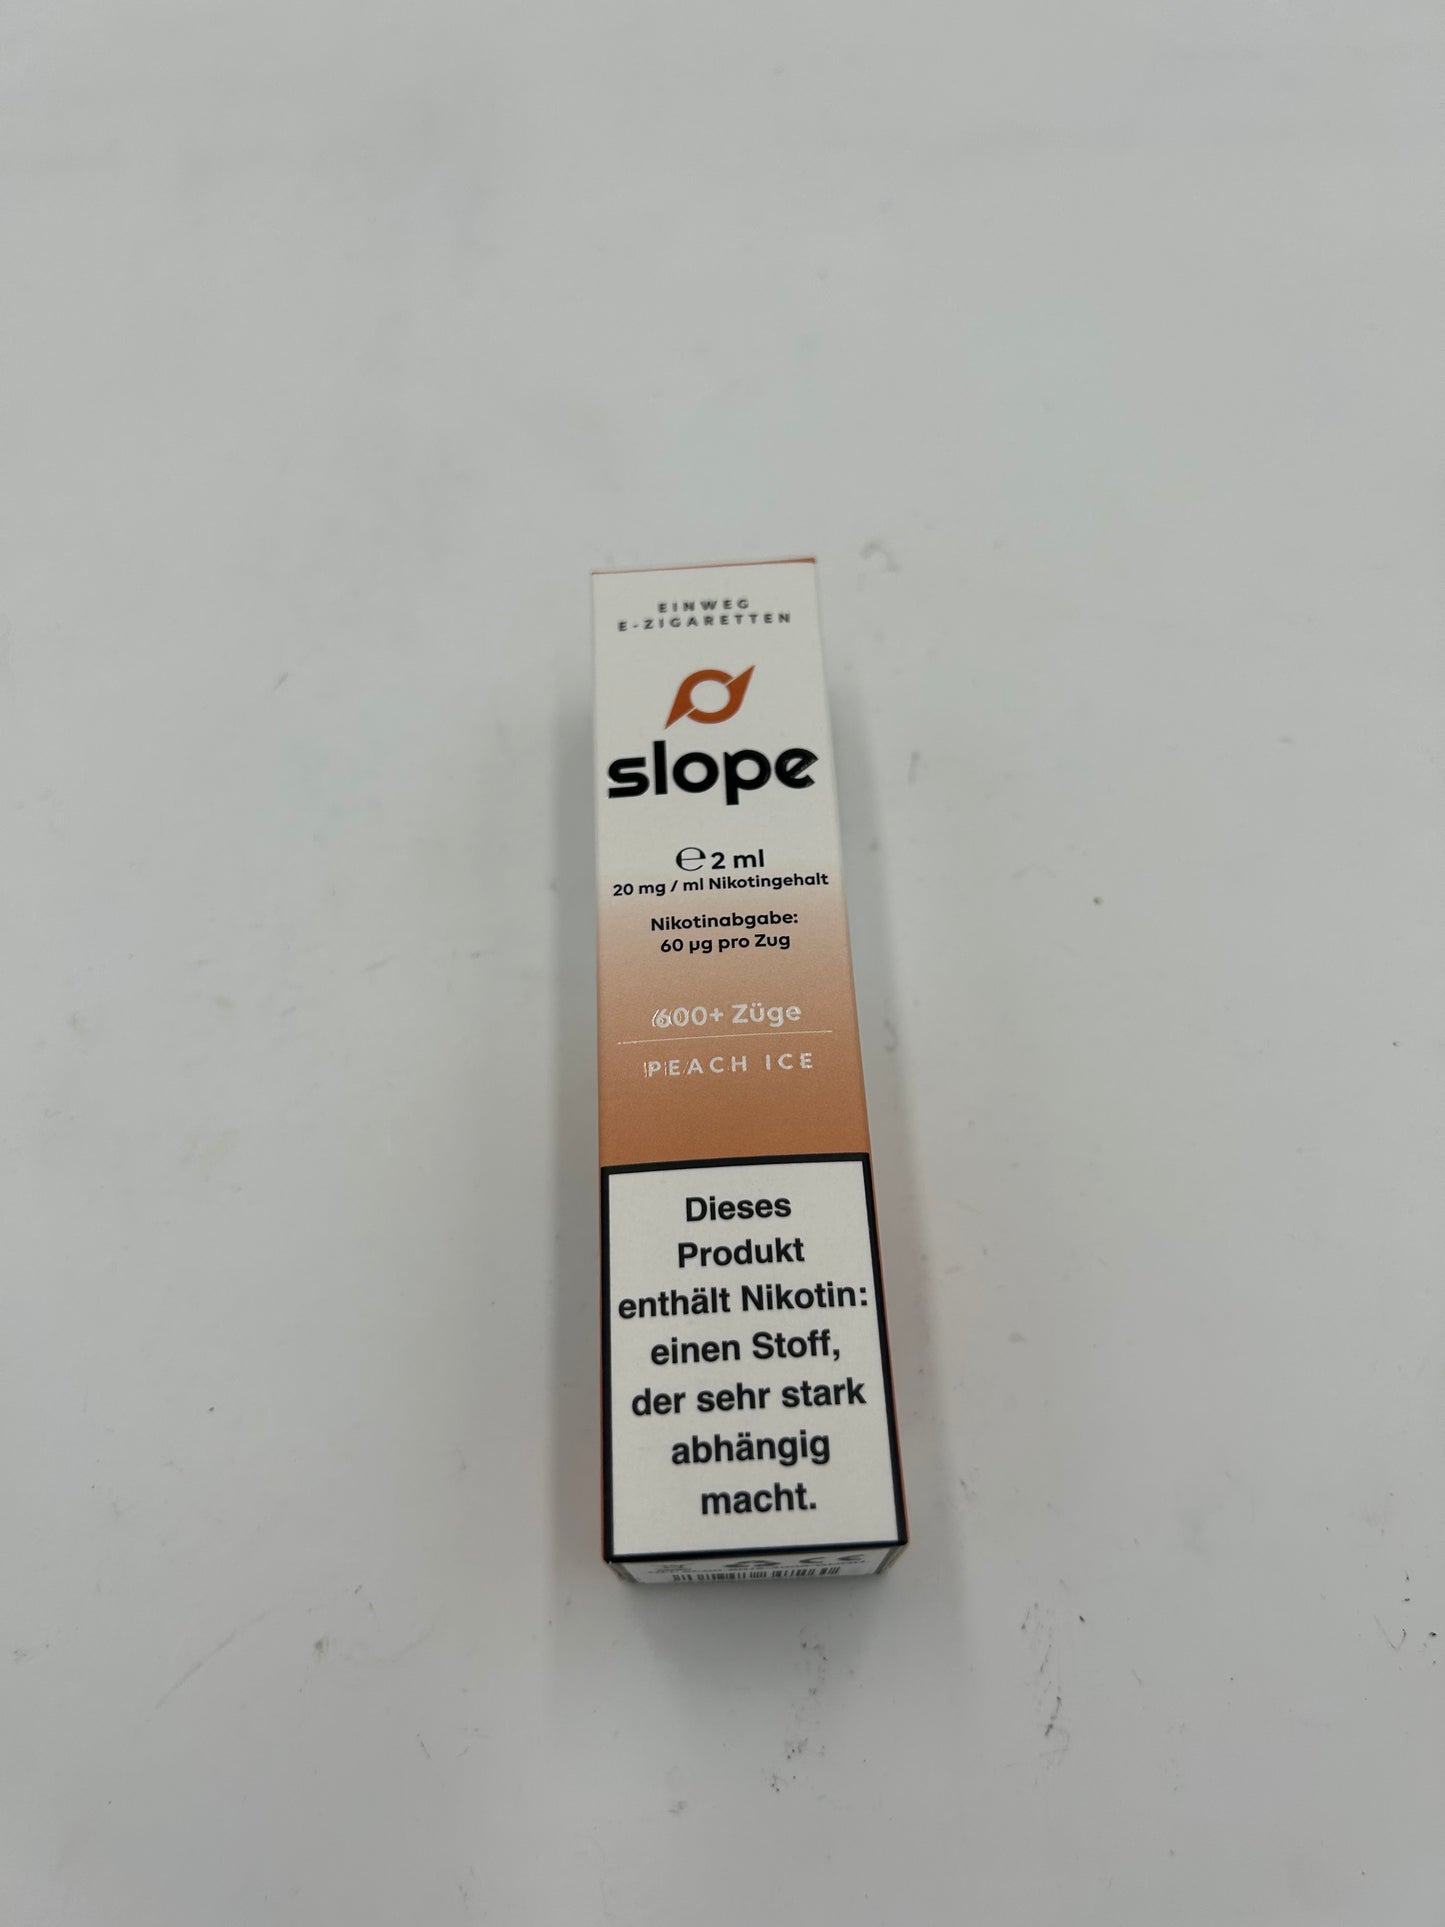 EINWEG
E-ZIGARETTEN
slope
℮ 2 ml
20 mg / ml Nikotingehalt
Nikotinabgabe:
60 µg pro Zug
600+ Züge
PEACH ICE
Dieses
Produkt
enthält Nikotin:
einen Stoff,
der sehr stark
abhängig
macht.
CE